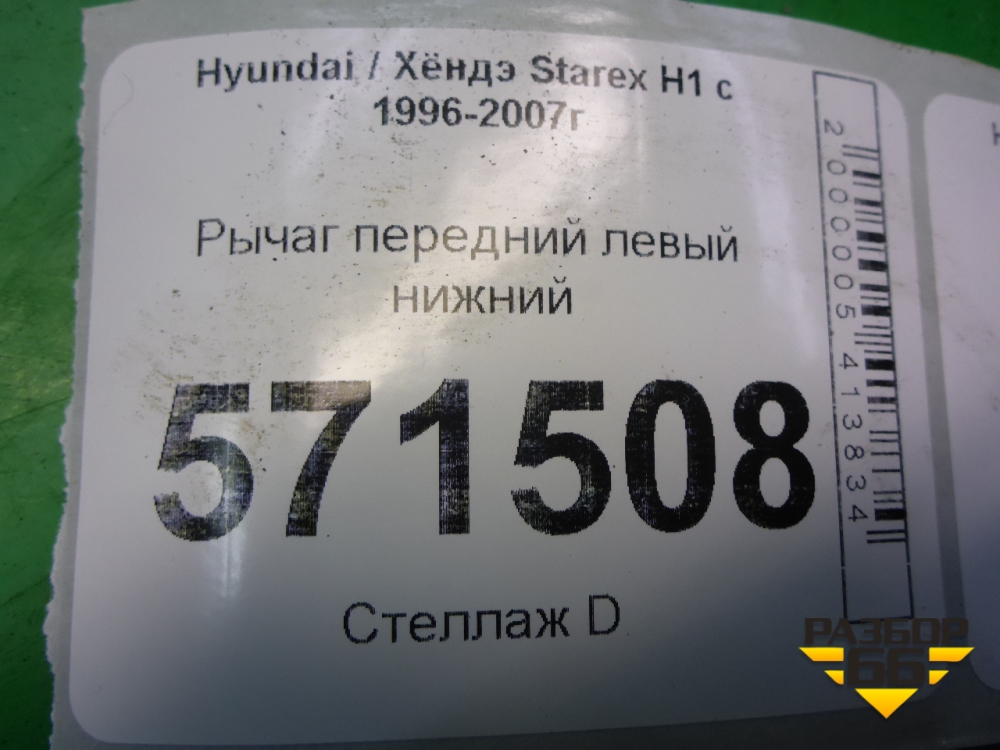 Hyundai / Хёндэ Starex H1 с
1996-2007г
Рычаг передний левый
нижний
571508
Стеллаж D
2000005413834
РАЗБОР
66